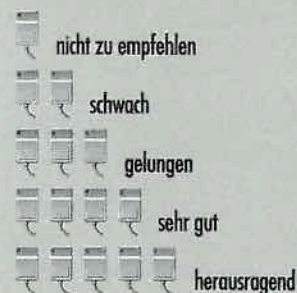 nicht zu empfehlen
schwach
gelungen
sehr gut
herausragend